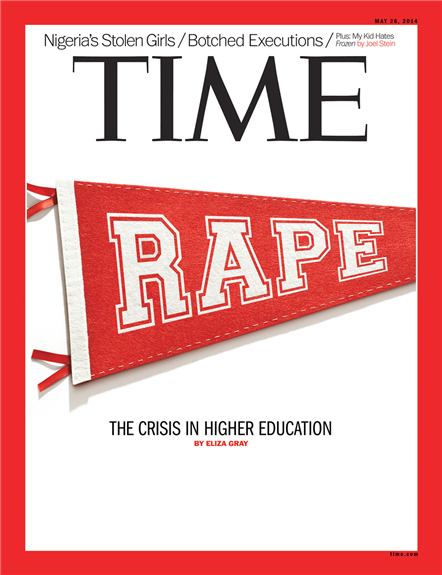 MAY 26, 2014
Nigeria's Stolen Girls / Botched Executions / Plus: My Kid Hates
Frozen by Joel Stein
TIME
RAPE
THE CRISIS IN HIGHER EDUCATION
BY ELIZA GRAY
time.com